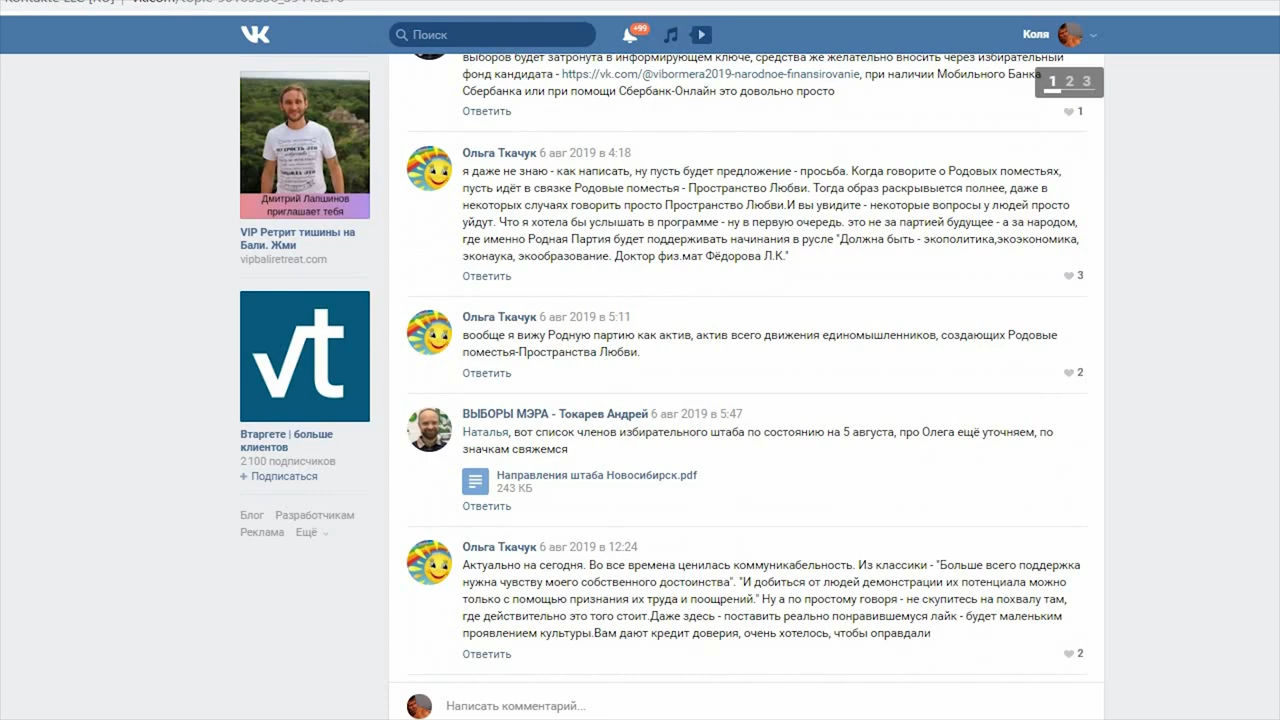 Поиск
+99
Коля
выборов будет затронута в информирующем ключе, средства же желательно вносить через избирательный
фонд кандидата - https://vk.com/@vibormera2019-narodnoe-finansirovanie, при наличии Мобильного Банка
Сбербанка или при помощи Сбербанк-Онлайн это довольно просто
1 2 3
Ответить
1
Ольга Ткачук 6 авг 2019 в 4:18
я даже не знаю - как написать, ну пусть будет предложение - просьба. Когда говорите о Родовых поместьях,
пусть идёт в связке Родовые поместья - Пространство Любви. Тогда образ раскрывыется полнее, даже в
некоторых случаях говорить просто Пространство Любви.И вы увидите - некоторые вопросы у людей просто
уйдут. Что я хотела бы услышать в программе - ну в первую очередь. это не за партией будущее - а за народом,
где именно Родная Партия будет поддерживать начинания в русле "Должна быть - экополитика,экоэкономика,
эконаука, экообразование. Доктор физ.мат Фёдорова Л.К."
Ответить
3
Ольга Ткачук 6 авг 2019 в 5:11
вообще я вижу Родную партию как актив, актив всего движения единомышленников, создающих Родовые
поместья-Пространства Любви.
Ответить
2
ВЫБОРЫ МЭРА - Токарев Андрей 6 авг 2019 в 5:47
Наталья, вот список членов избирательного штаба по состоянию на 5 августа, про Олега ещё уточняем, по
значкам свяжемся
Направления штаба Новосибирск.pdf
243 КБ
Ответить
Ольга Ткачук 6 авг 2019 в 12:24
Актуально на сегодня. Во все времена ценилась коммуникабельность. Из классики - "Больше всего поддержка
нужна чувству моего собственного достоинства". "И добиться от людей демонстрации их потенциала можно
только с помощью признания их труда и поощрений." Ну а по простому говоря - не скупитесь на похвалу там,
где действительно это того стоит.Даже здесь - поставить реально понравившемуся лайк - будет маленьким
проявлением культуры.Вам дают кредит доверия, очень хотелось, чтобы оправдали
Ответить
2
Написать комментарий...
Дмитрий Лапшинов
приглашает тебя
VIP Ретрит тишины на
Бали. Жми
vipbaliretreat.com
vt
Втаргете | больше
клиентов
2 100 подписчиков
+ Подписаться
Блог Разработчикам
Реклама Ещё